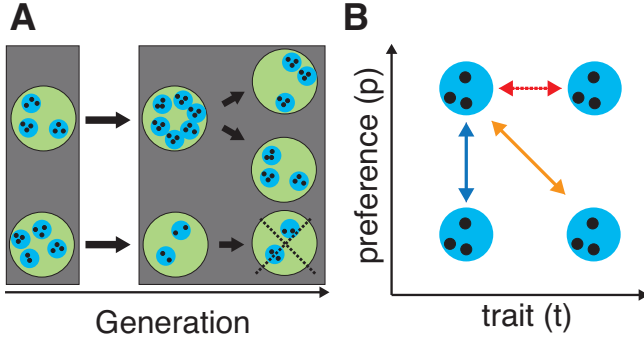 A
B
Generation
preference (p)
trait (t)